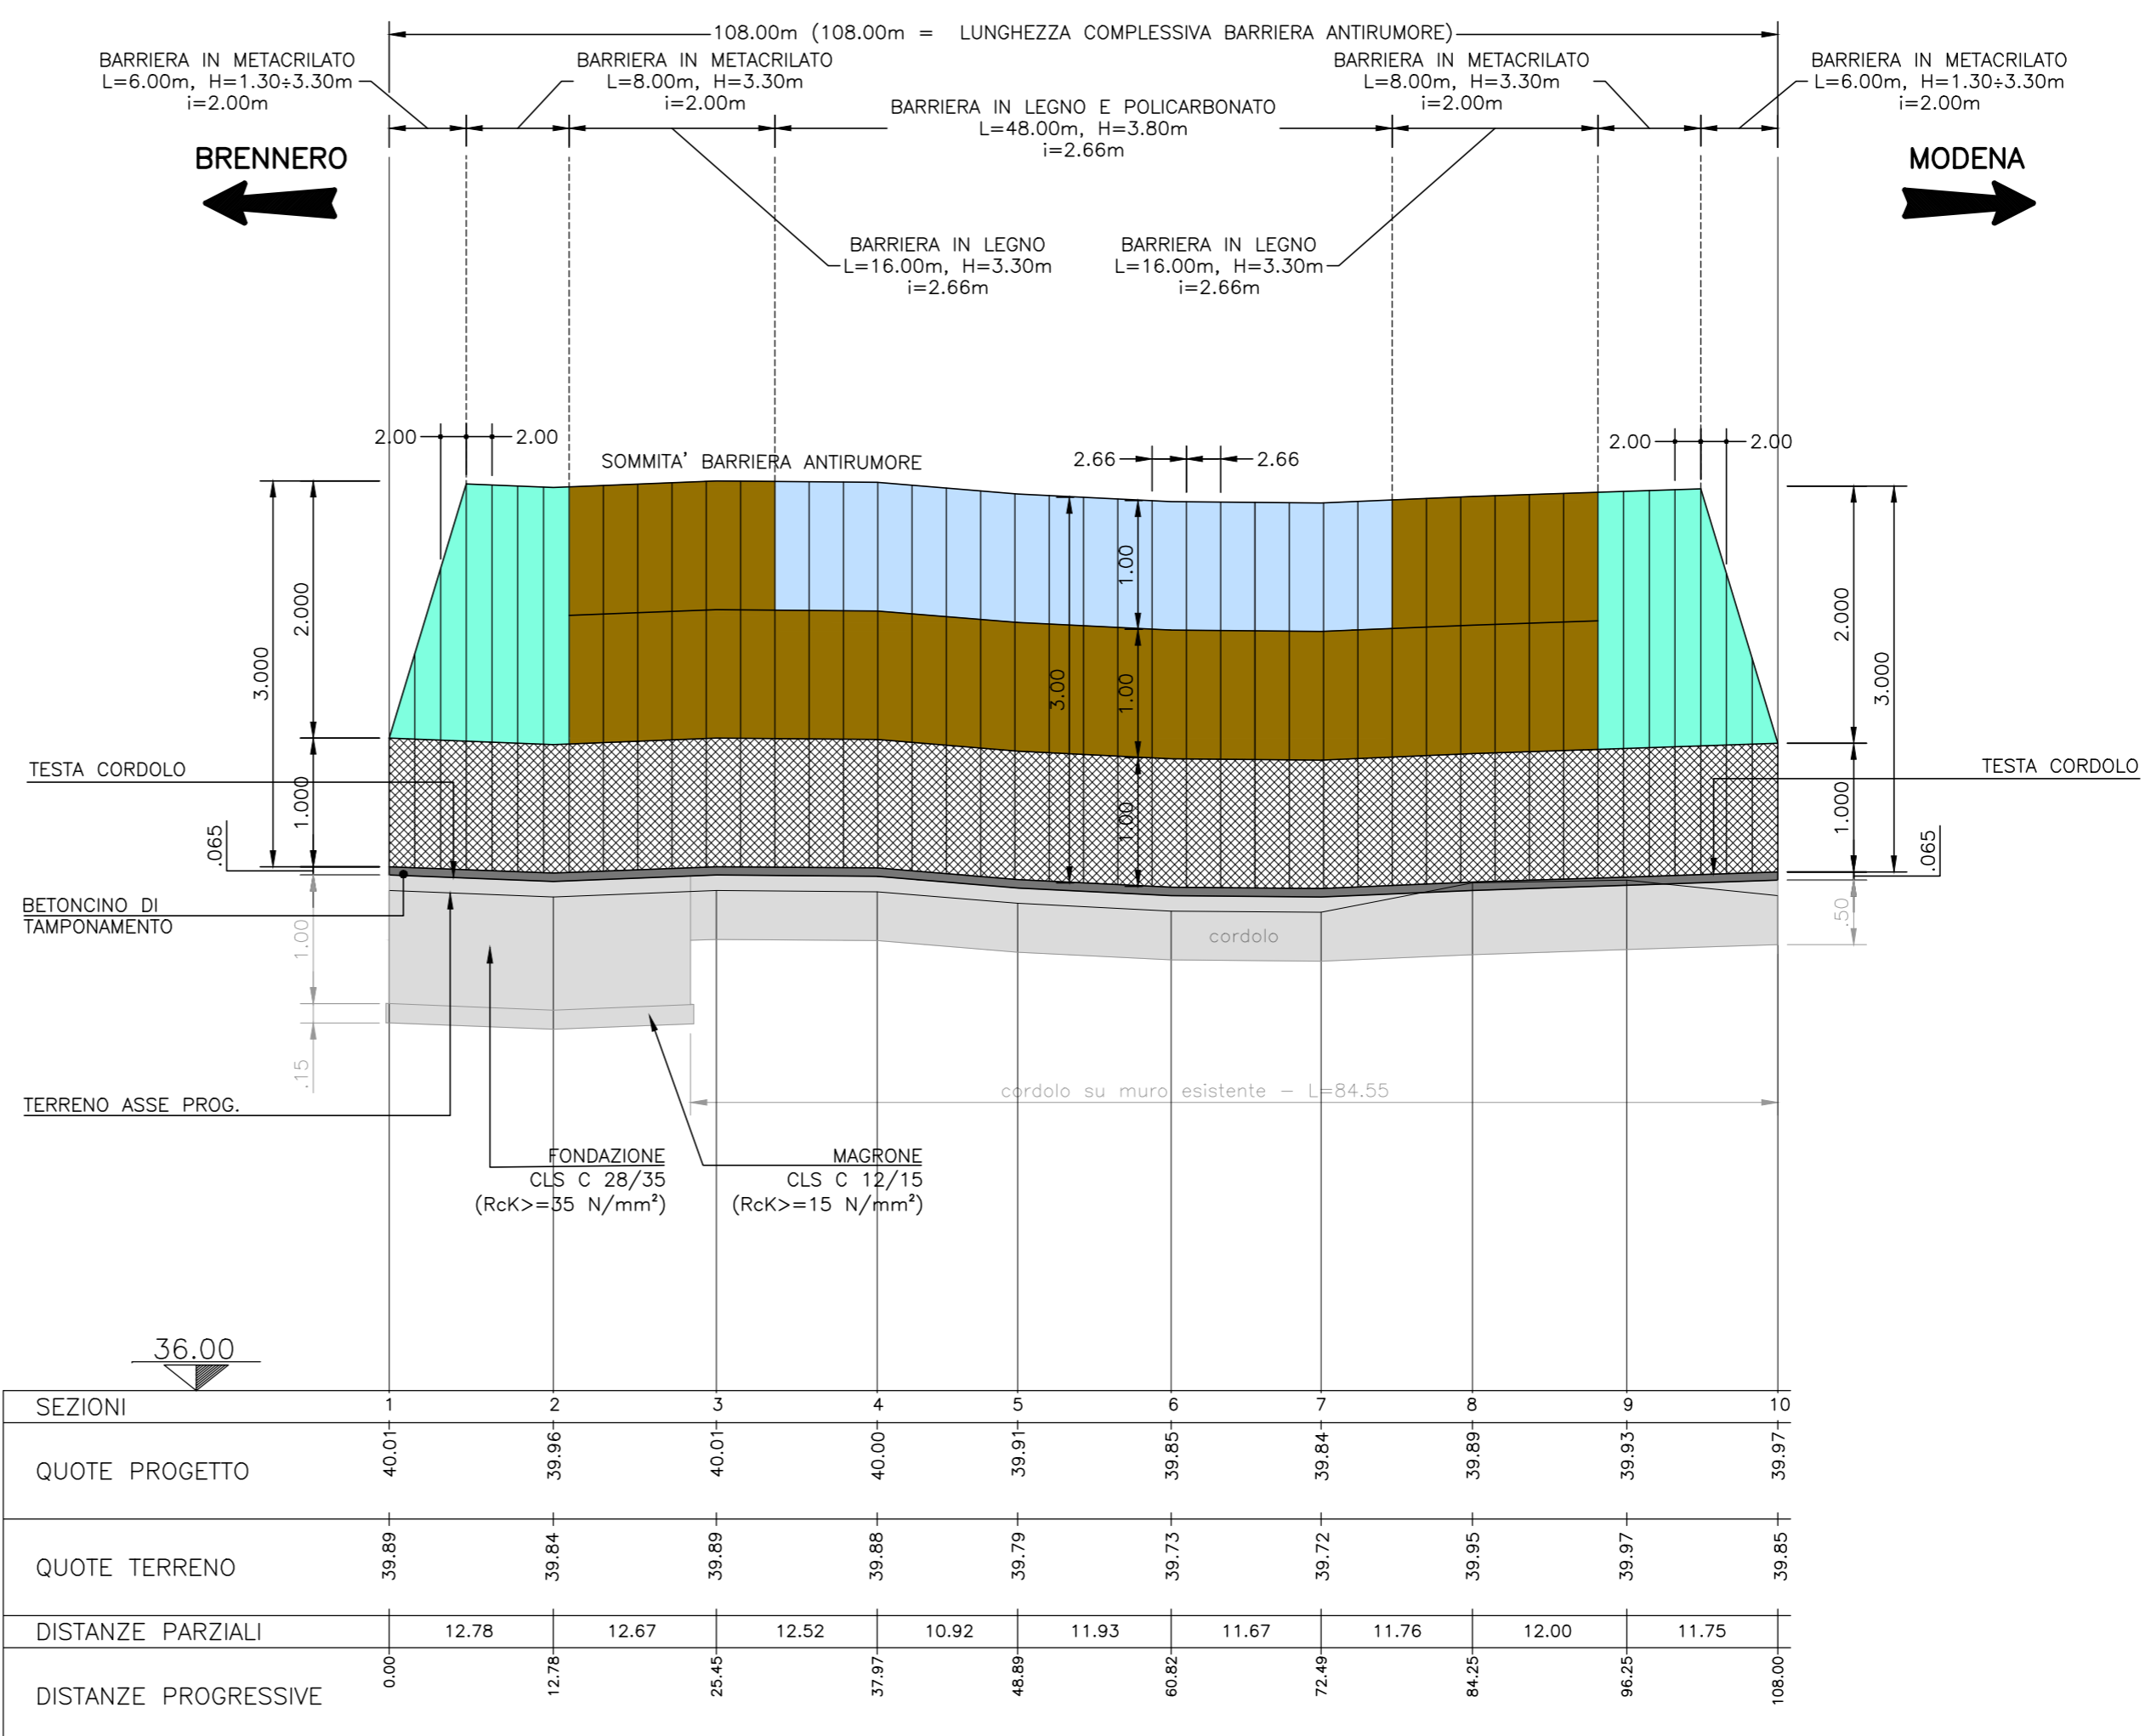 108.00m (108.00m = LUNGHEZZA COMPLESSIVA BARRIERA ANTIRUMORE)
BARRIERA IN METACRILATO
L=6.00m, H=1.30÷3.30m
i=2.00m
BARRIERA IN METACRILATO
L=8.00m, H=3.30m
i=2.00m
BARRIERA IN LEGNO E POLICARBONATO
L=48.00m, H=3.80m
i=2.66m
BARRIERA IN METACRILATO
L=8.00m, H=3.30m
i=2.00m
BARRIERA IN METACRILATO
L=6.00m, H=1.30÷3.30m
i=2.00m
BRENNERO
MODENA
BARRIERA IN LEGNO
L=16.00m, H=3.30m
i=2.66m
BARRIERA IN LEGNO
L=16.00m, H=3.30m
i=2.66m
2.00
2.00
SOMMITA' BARRIERA ANTIRUMORE
2.66
2.66
2.00
2.00
3.000
2.000
1.000
.065
3.00
1.00
1.00
1.00
2.000
3.000
1.000
.065
.50
TESTA CORDOLO
TESTA CORDOLO
BETONCINO DI
TAMPONAMENTO
1.00
.15
cordolo
TERRENO ASSE PROG.
cordolo su muro esistente – L=84.55
FONDAZIONE
CLS C 28/35
(RcK>=35 N/mm²)
MAGRONE
CLS C 12/15
(RcK>=15 N/mm²)
36.00
SEZIONI 1 2 3 4 5 6 7 8 9 10
QUOTE PROGETTO 40.01 39.96 40.01 40.00 39.91 39.85 39.84 39.89 39.93 39.97
QUOTE TERRENO 39.89 39.84 39.89 39.88 39.79 39.73 39.72 39.95 39.97 39.85
DISTANZE PARZIALI 12.78 12.67 12.52 10.92 11.93 11.67 11.76 12.00 11.75
DISTANZE PROGRESSIVE 0.00 12.78 25.45 37.97 48.89 60.82 72.49 84.25 96.25 108.00